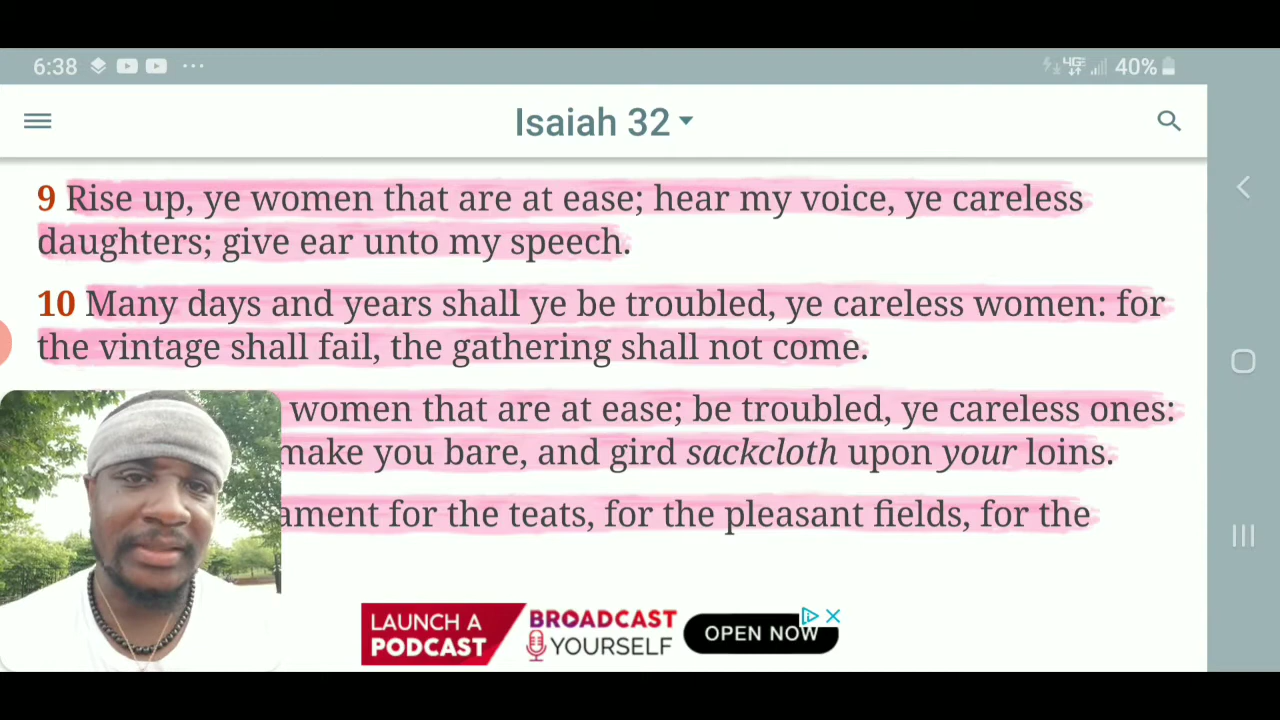 6:38 ... 4GE 40%
Isaiah 32
9 Rise up, ye women that are at ease; hear my voice, ye careless
daughters; give ear unto my speech.
10 Many days and years shall ye be troubled, ye careless women: for
the vintage shall fail, the gathering shall not come.
women that are at ease; be troubled, ye careless ones:
make you bare, and gird sackcloth upon your loins.
ament for the teats, for the pleasant fields, for the
LAUNCH A
PODCAST
BROADCAST
YOURSELF
OPEN NOW